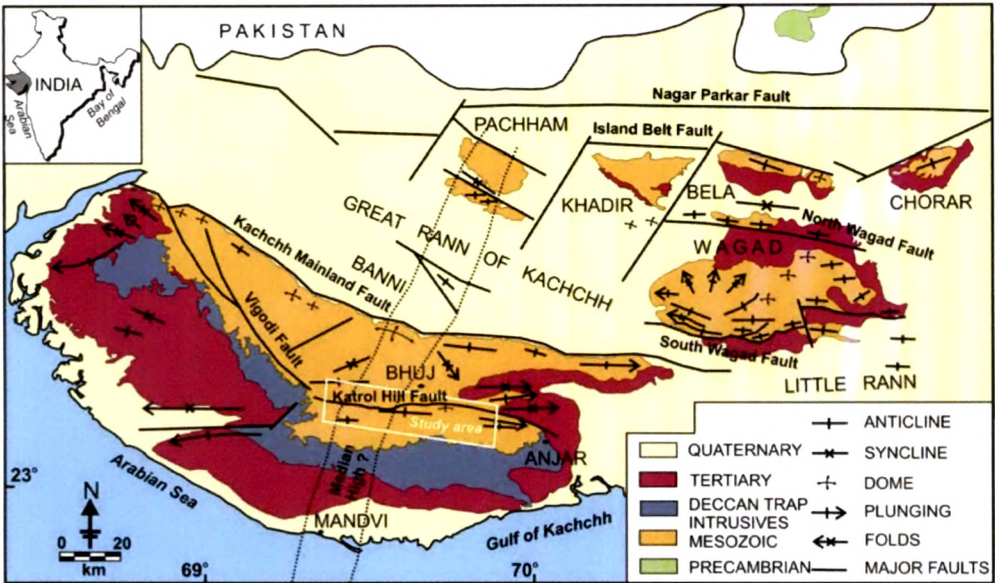 PAKISTAN
INDIA
Arabian
Sea
Bay of
Bengal
Nagar Parkar Fault
PACHHAM
Island Belt Fault
KHADIR
BELA
CHORAR
North Wagad Fault
WAGAD
GREAT RANN OF KACHCHH
BANNI
Kachchh Mainland Fault
Vigodi Fault
South Wagad Fault
LITTLE RANN
BHUJ
Katrol Hill Fault
Study area
ANJAR
Median
High ?
MANDVI
Arabian Sea
Gulf of Kachchh
23°
N
0 20
km
69°
70°
QUATERNARY
TERTIARY
DECCAN TRAP
INTRUSIVES
MESOZOIC
PRECAMBRIAN
ANTICLINE
SYNCLINE
DOME
PLUNGING
FOLDS
MAJOR FAULTS